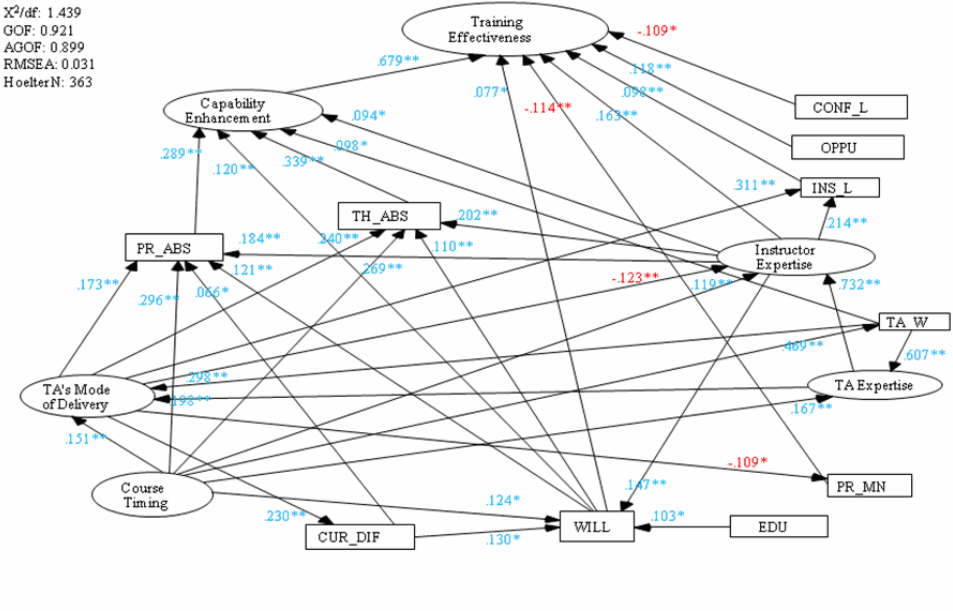 X²/df: 1.439
GOF: 0.921
AGOF: 0.899
RMSEA: 0.031
HoelterN: 363
Training
Effectiveness
-.109*
.679**
.118**
.098**
.077*
-.114**
.163**
Capability
Enhancement
.094*
CONF_L
.098*
OPPU
.289**
.120**
.339**
.311**
INS_L
TH_ABS
.202**
.214**
PR_ABS
.184**
.240**
.110**
Instructor
Expertise
.121**
.269**
-.123**
.119**
.732**
.173**
.296**
.066*
TA_W
.469**
.607**
.298**
TA's Mode
of Delivery
TA Expertise
.198**
.167**
.151**
-.109*
Course
Timing
.147**
PR_MN
.124*
.230**
WILL
.103*
EDU
CUR_DIF
.130*